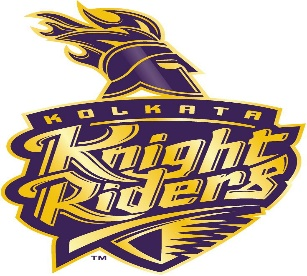 KOLKATA
Knight
Riders
TM